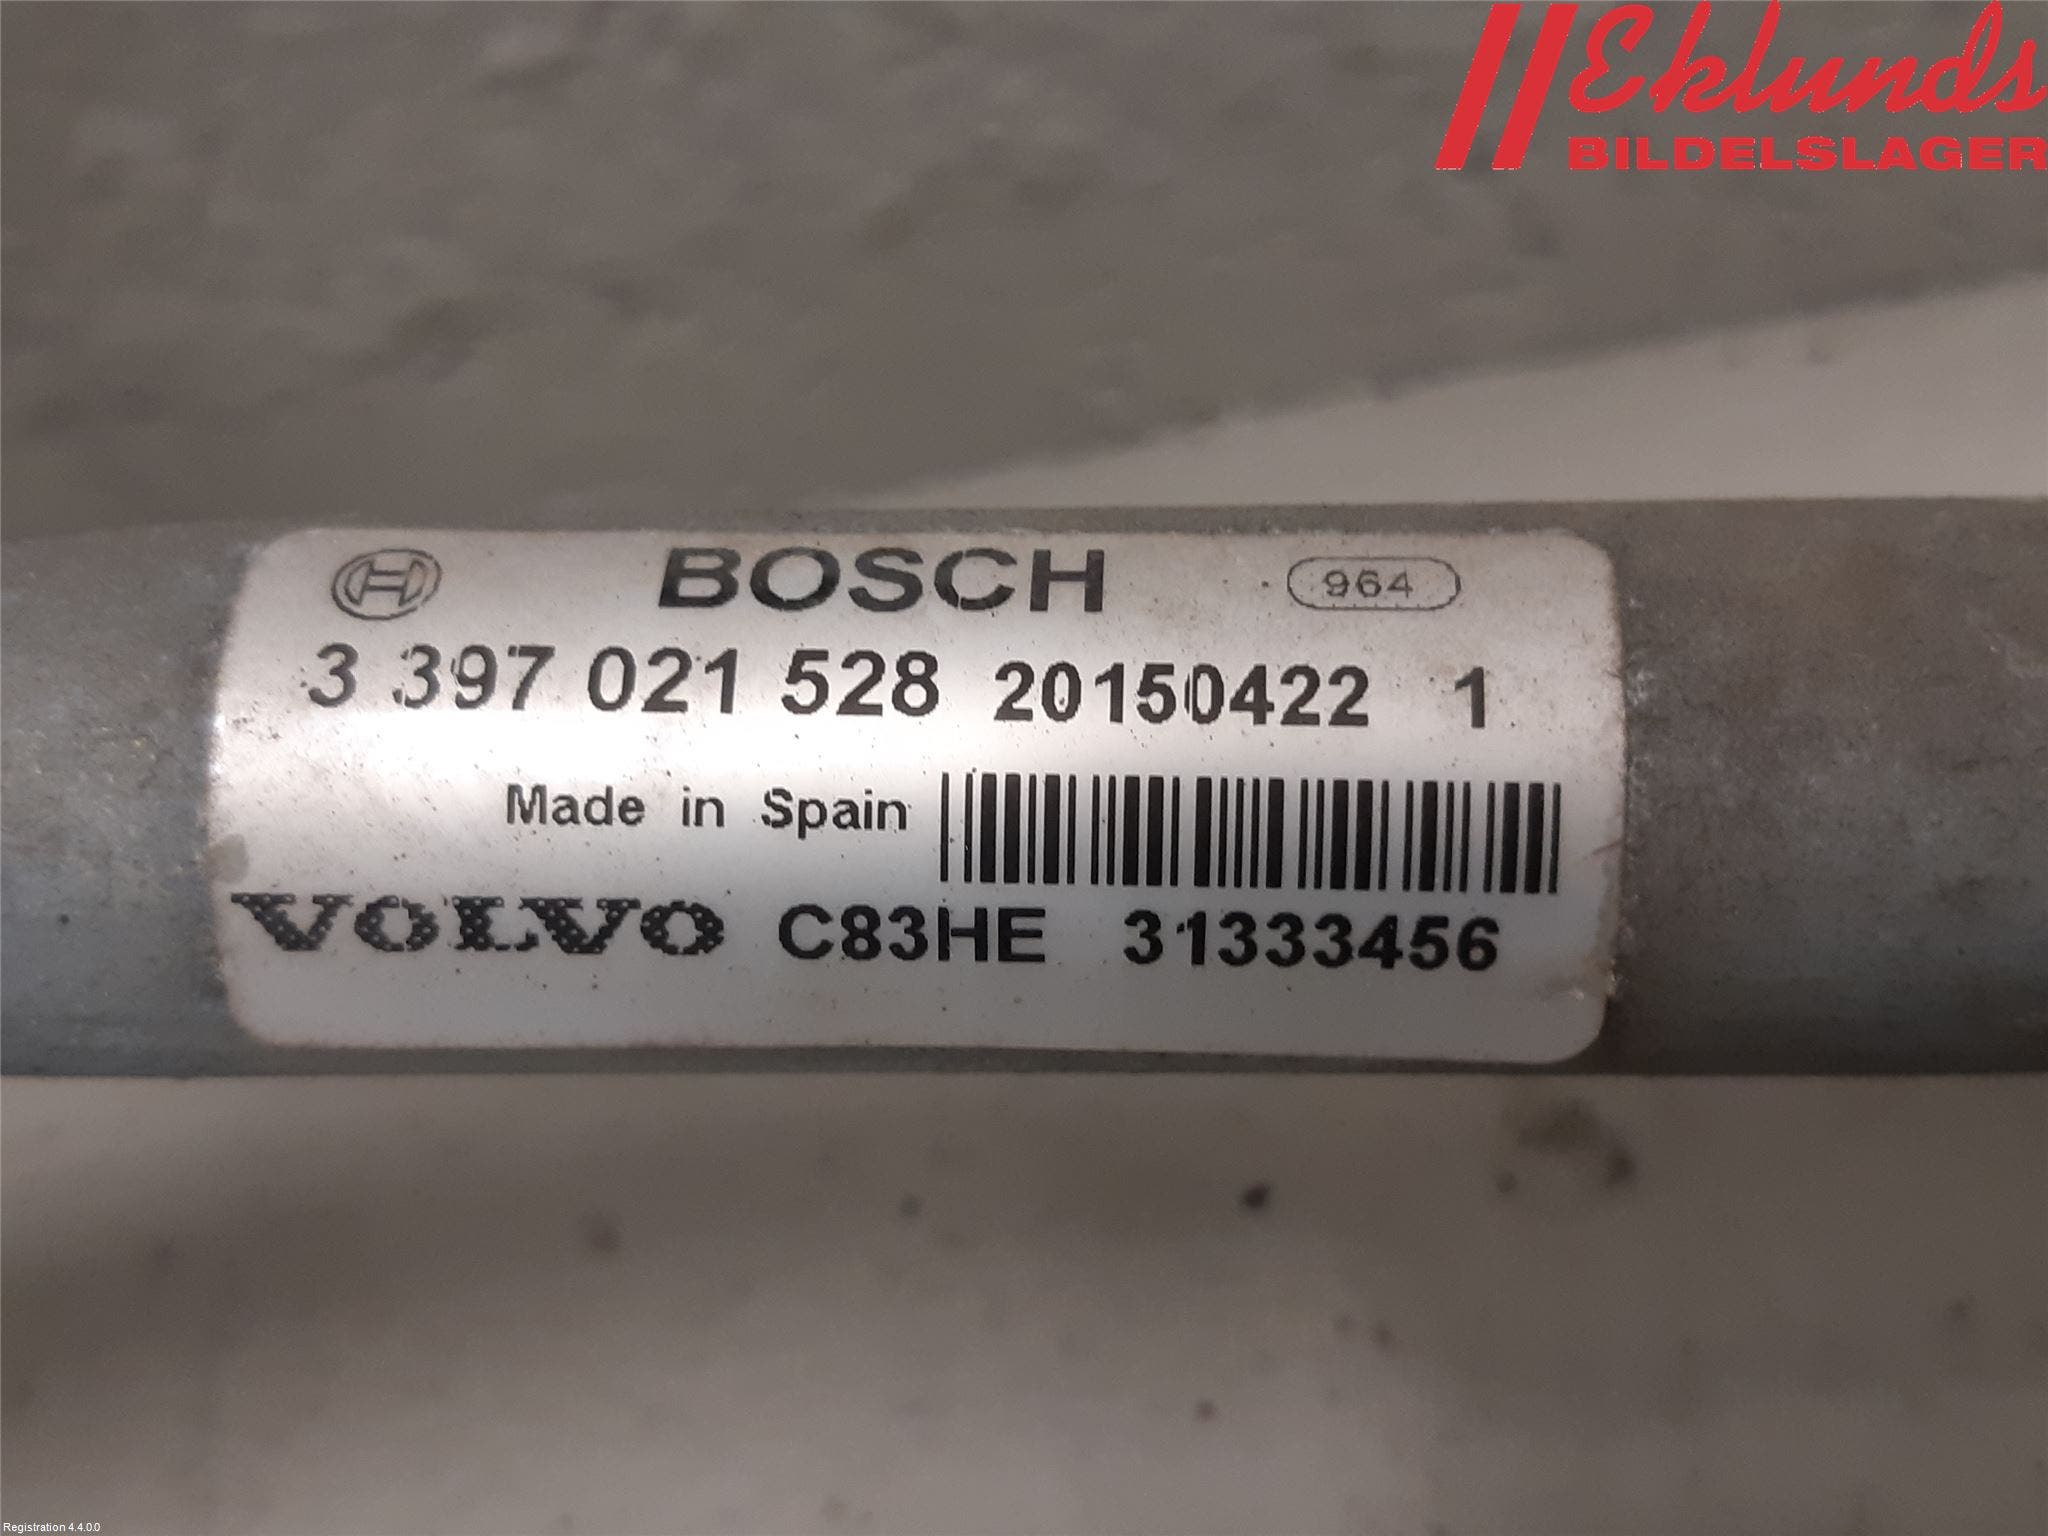 Eklunds
BILDELSLAGER
BOSCH 964
3 397 021 528 20150422 1
Made in Spain
VOLVO C83HE 31333456
Registration 4.4.0.0